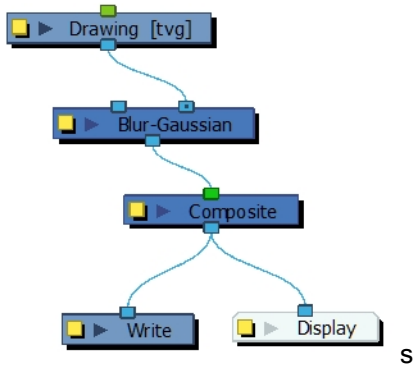 Drawing [tvg]
Blur-Gaussian
Composite
Write
Display
s